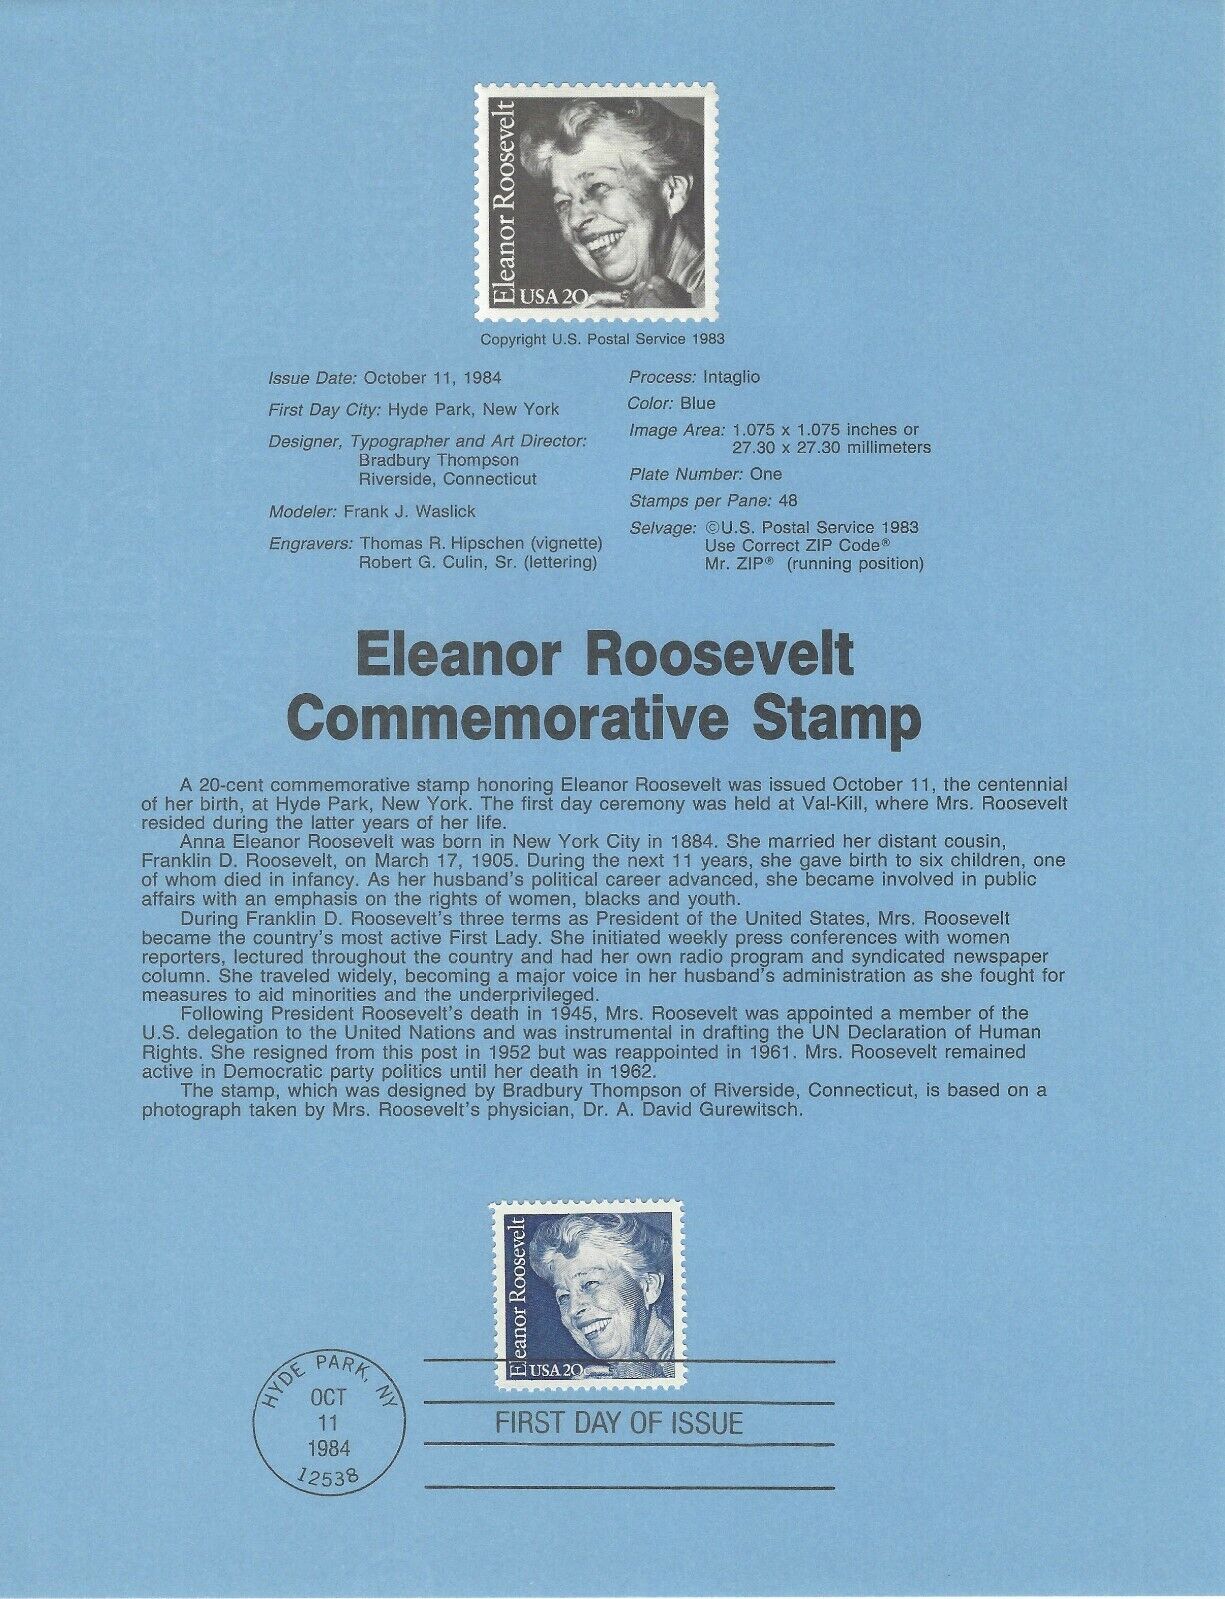 Eleanor Roosevelt
USA 20c
Copyright U.S. Postal Service 1983
Issue Date: October 11, 1984
First Day City: Hyde Park, New York
Designer, Typographer and Art Director:
Bradbury Thompson
Riverside, Connecticut
Modeler: Frank J. Waslick
Engravers: Thomas R. Hipschen (vignette)
Robert G. Culin, Sr. (lettering)
Process: Intaglio
Color: Blue
Image Area: 1.075 x 1.075 inches or
27.30 x 27.30 millimeters
Plate Number: One
Stamps per Pane: 48
Selvage: ©U.S. Postal Service 1983
Use Correct ZIP Code®
Mr. ZIP® (running position)
Eleanor Roosevelt
Commemorative Stamp
A 20-cent commemorative stamp honoring Eleanor Roosevelt was issued October 11, the centennial
of her birth, at Hyde Park, New York. The first day ceremony was held at Val-Kill, where Mrs. Roosevelt
resided during the latter years of her life.
Anna Eleanor Roosevelt was born in New York City in 1884. She married her distant cousin,
Franklin D. Roosevelt, on March 17, 1905. During the next 11 years, she gave birth to six children, one
of whom died in infancy. As her husband's political career advanced, she became involved in public
affairs with an emphasis on the rights of women, blacks and youth.
During Franklin D. Roosevelt's three terms as President of the United States, Mrs. Roosevelt
became the country's most active First Lady. She initiated weekly press conferences with women
reporters, lectured throughout the country and had her own radio program and syndicated newspaper
column. She traveled widely, becoming a major voice in her husband's administration as she fought for
measures to aid minorities and the underprivileged.
Following President Roosevelt's death in 1945, Mrs. Roosevelt was appointed a member of the
U.S. delegation to the United Nations and was instrumental in drafting the UN Declaration of Human
Rights. She resigned from this post in 1952 but was reappointed in 1961. Mrs. Roosevelt remained
active in Democratic party politics until her death in 1962.
The stamp, which was designed by Bradbury Thompson of Riverside, Connecticut, is based on a
photograph taken by Mrs. Roosevelt's physician, Dr. A. David Gurewitsch.
Eleanor Roosevelt
USA 20c
HYDE PARK, NY
OCT
11
1984
12538
FIRST DAY OF ISSUE